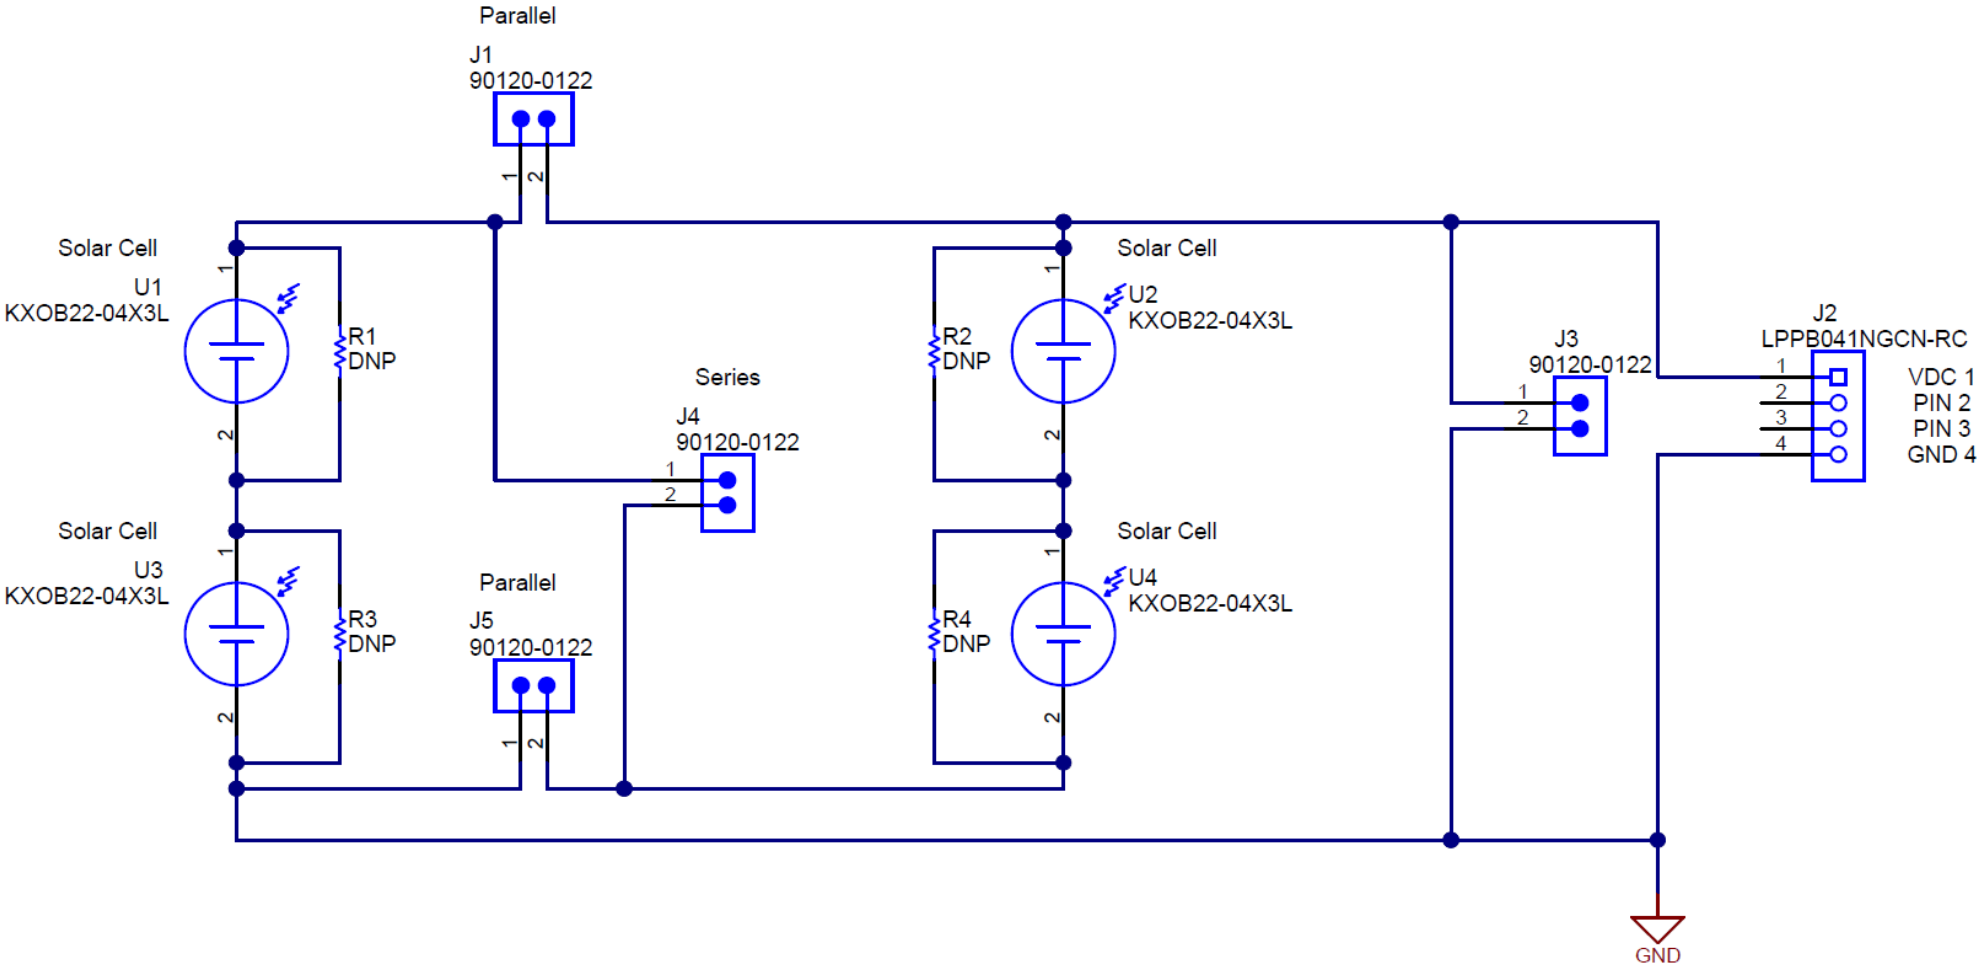 Parallel
J1
90120-0122
1
2
Solar Cell
1
U1
KXOB22-04X3L
R1
DNP
2
Solar Cell
1
U2
KXOB22-04X3L
R2
DNP
2
Series
J4
90120-0122
1
2
J3
90120-0122
1
2
J2
LPPB041NGCN-RC
1
VDC 1
2
PIN 2
3
PIN 3
4
GND 4
Solar Cell
1
U3
KXOB22-04X3L
R3
DNP
2
Parallel
J5
90120-0122
1
2
Solar Cell
1
U4
KXOB22-04X3L
R4
DNP
2
GND